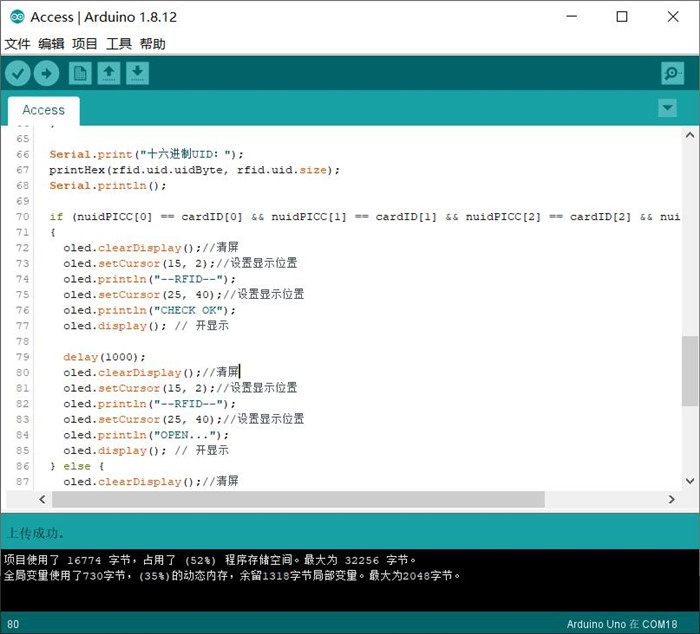 Access | Arduino 1.8.12
文件 编辑 项目 工具 帮助
Access
65
66 Serial.print("十六进制UID: ");
67 printHex(rfid.uid.uidByte, rfid.uid.size);
68 Serial.println();
69
70 if (nuidPICC[0] == cardID[0] && nuidPICC[1] == cardID[1] && nuidPICC[2] == cardID[2] && nui
71 {
72 oled.clearDisplay();//清屏
73 oled.setCursor(15, 2);//设置显示位置
74 oled.println("--RFID--");
75 oled.setCursor(25, 40);//设置显示位置
76 oled.println("CHECK OK");
77 oled.display(); // 开显示
78
79 delay(1000);
80 oled.clearDisplay();//清屏
81 oled.setCursor(15, 2);//设置显示位置
82 oled.println("--RFID--");
83 oled.setCursor(25, 40);//设置显示位置
84 oled.println("OPEN...");
85 oled.display(); // 开显示
86 } else {
87 oled.clearDisplay();//清屏
上传成功。
项目使用了 16774 字节，占用了 (52%) 程序存储空间。最大为 32256 字节。
全局变量使用了730字节，(35%)的动态内存，余留1318字节局部变量。最大为2048字节。
80 Arduino Uno 在 COM18